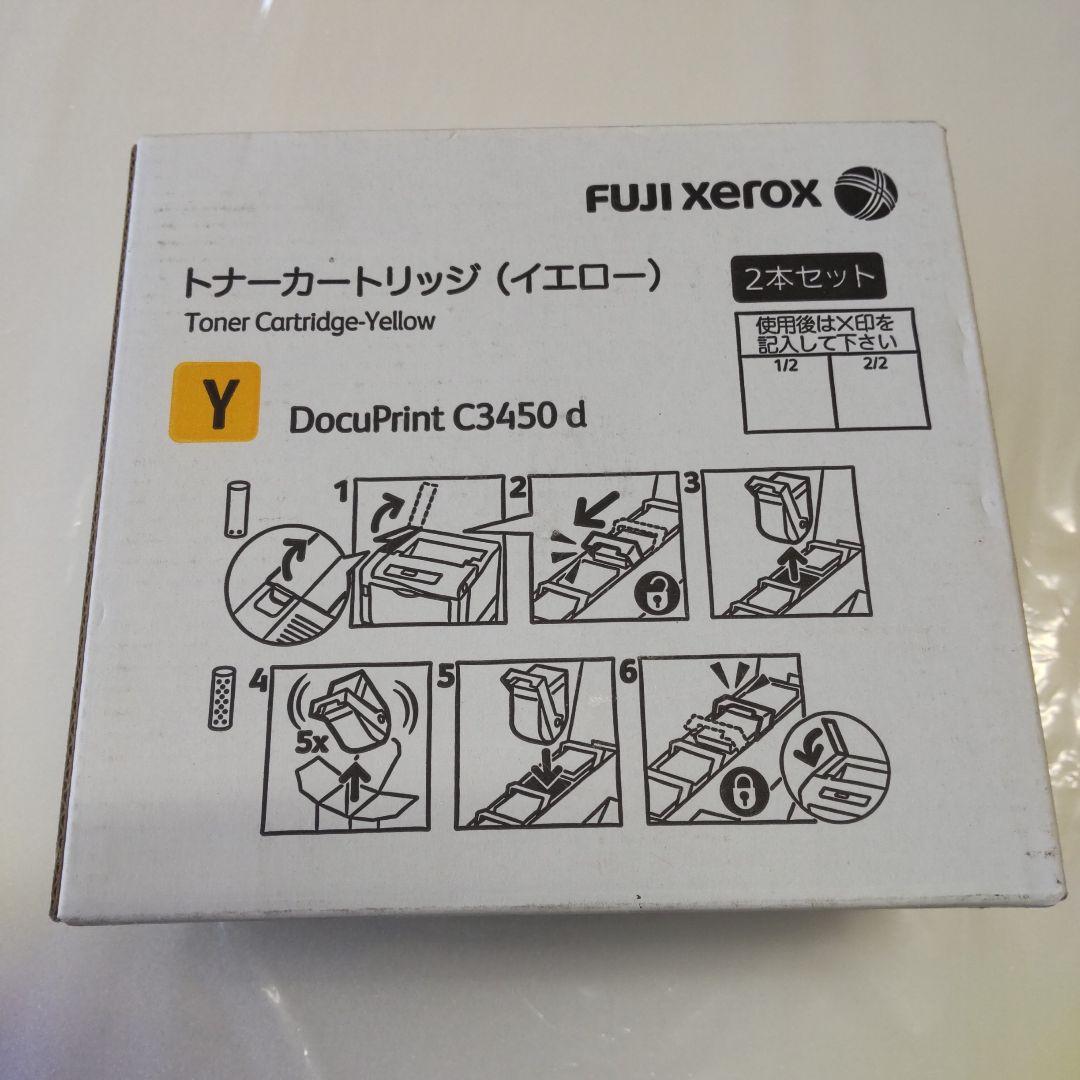 FUJI xerox
トナーカートリッジ（イエロー）
2本セット
Toner Cartridge-Yellow
使用後は×印を
記入して下さい
1/2 2/2
Y
DocuPrint C3450 d
1
2
3
4
5x
5
6